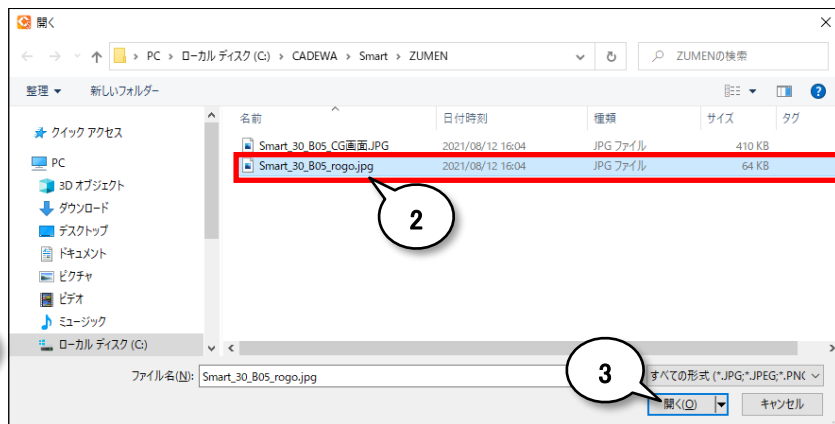 開く
PC › ローカル ディスク (C:) › CADEWA › Smart › ZUMEN
ZUMENの検索
整理 新しいフォルダー
名前 日付時刻 種類 サイズ タグ
Smart_30_B05_CG画面.JPG 2021/08/12 16:04 JPG ファイル 410 KB
Smart_30_B05_rogo.jpg 2021/08/12 16:04 JPG ファイル 64 KB
2
クイック アクセス
PC
3D オブジェクト
ダウンロード
デスクトップ
ドキュメント
ピクチャ
ビデオ
ミュージック
ローカル ディスク (C:)
ファイル名(N): Smart_30_B05_rogo.jpg
すべての形式 (*.JPG;*.JPEG;*.PNG
3
開く(O) キャンセル